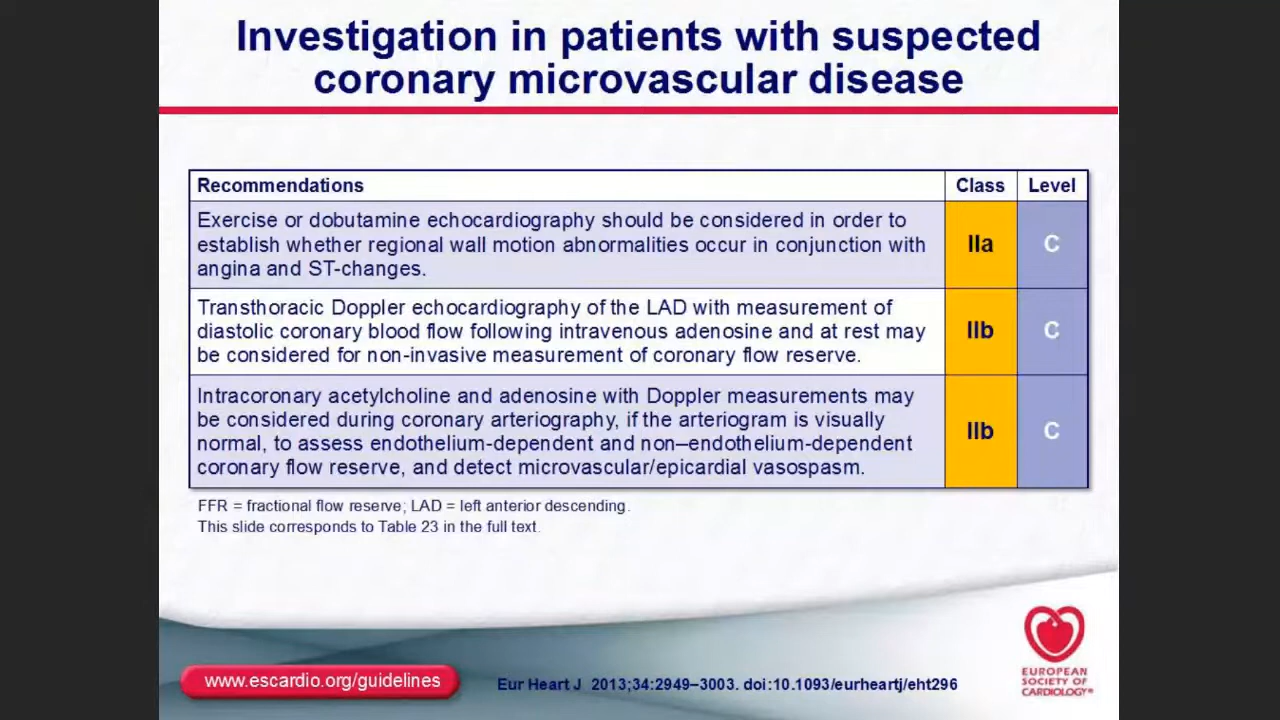 Investigation in patients with suspected
coronary microvascular disease
Recommendations Class Level
Exercise or dobutamine echocardiography should be considered in order to
establish whether regional wall motion abnormalities occur in conjunction with
angina and ST-changes.
IIa C
Transthoracic Doppler echocardiography of the LAD with measurement of
diastolic coronary blood flow following intravenous adenosine and at rest may
be considered for non-invasive measurement of coronary flow reserve.
IIb C
Intracoronary acetylcholine and adenosine with Doppler measurements may
be considered during coronary arteriography, if the arteriogram is visually
normal, to assess endothelium-dependent and non–endothelium-dependent
coronary flow reserve, and detect microvascular/epicardial vasospasm.
IIb C
FFR = fractional flow reserve; LAD = left anterior descending.
This slide corresponds to Table 23 in the full text.
www.escardio.org/guidelines
Eur Heart J 2013;34:2949–3003. doi:10.1093/eurheartj/eht296
EUROPEAN
SOCIETY OF
CARDIOLOGY®